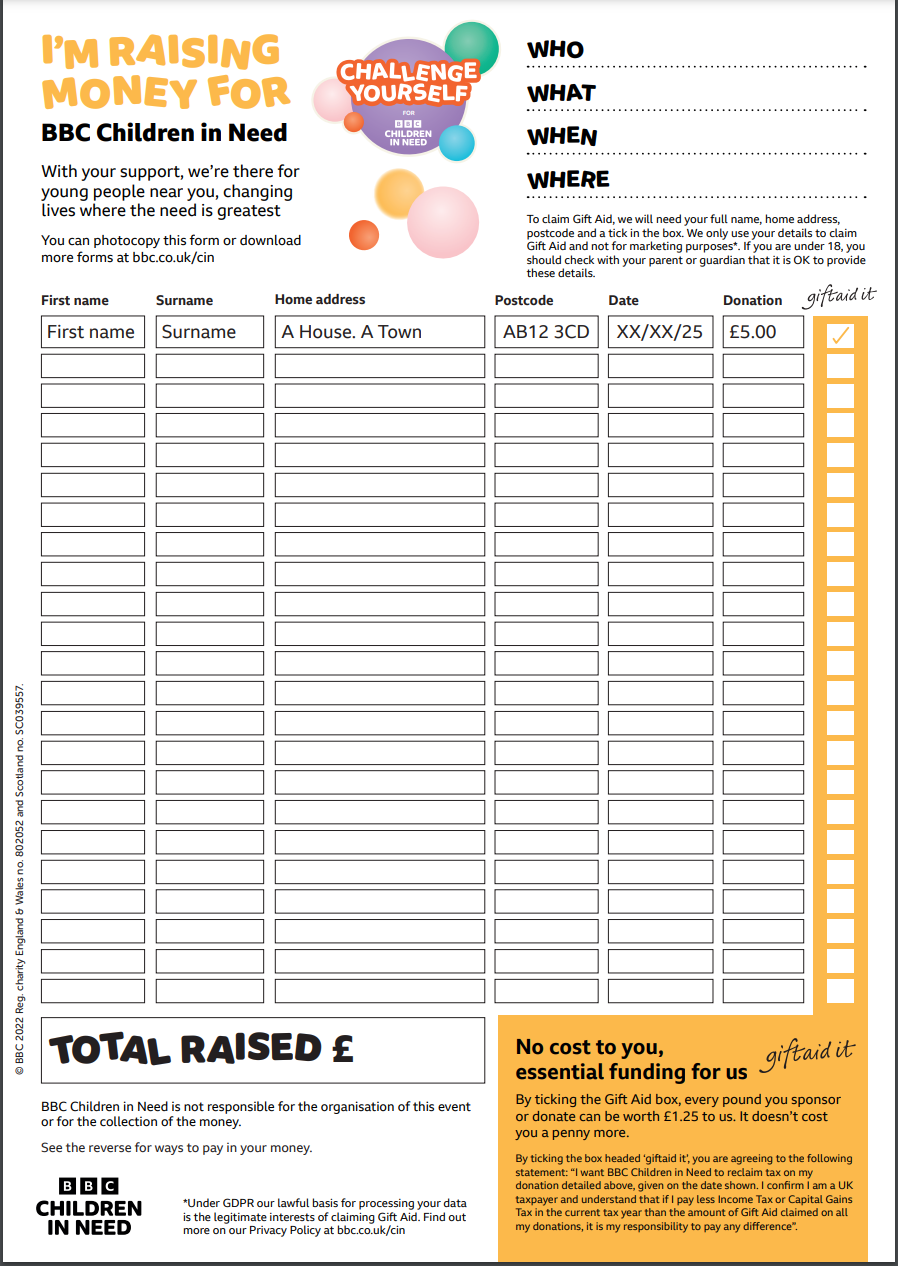 I'M RAISING
MONEY FOR
BBC Children in Need
With your support, we're there for
young people near you, changing
lives where the need is greatest
You can photocopy this form or download
more forms at bbc.co.uk/cin
CHALLENGE
YOURSELF
FOR
BBC
CHILDREN
IN NEED
WHO
WHAT
WHEN
WHERE
To claim Gift Aid, we will need your full name, home address,
postcode and a tick in the box. We only use your details to claim
Gift Aid and not for marketing purposes*. If you are under 18, you
should check with your parent or guardian that it is OK to provide
these details.
First name Surname Home address Postcode Date Donation giftaid it
First name Surname A House. A Town AB12 3CD XX/XX/25 £5.00 ✓
© BBC 2022 Reg. charity England & Wales no. 802052 and Scotland no. SC039557.
TOTAL RAISED £
BBC Children in Need is not responsible for the organisation of this event
or for the collection of the money.
See the reverse for ways to pay in your money.
BBC
CHILDREN
IN NEED
*Under GDPR our lawful basis for processing your data
is the legitimate interests of claiming Gift Aid. Find out
more on our Privacy Policy at bbc.co.uk/cin
No cost to you,
essential funding for us
giftaid it
By ticking the Gift Aid box, every pound you sponsor
or donate can be worth £1.25 to us. It doesn't cost
you a penny more.
By ticking the box headed 'giftaid it', you are agreeing to the following
statement: "I want BBC Children in Need to reclaim tax on my
donation detailed above, given on the date shown. I confirm I am a UK
taxpayer and understand that if I pay less Income Tax or Capital Gains
Tax in the current tax year than the amount of Gift Aid claimed on all
my donations, it is my responsibility to pay any difference".